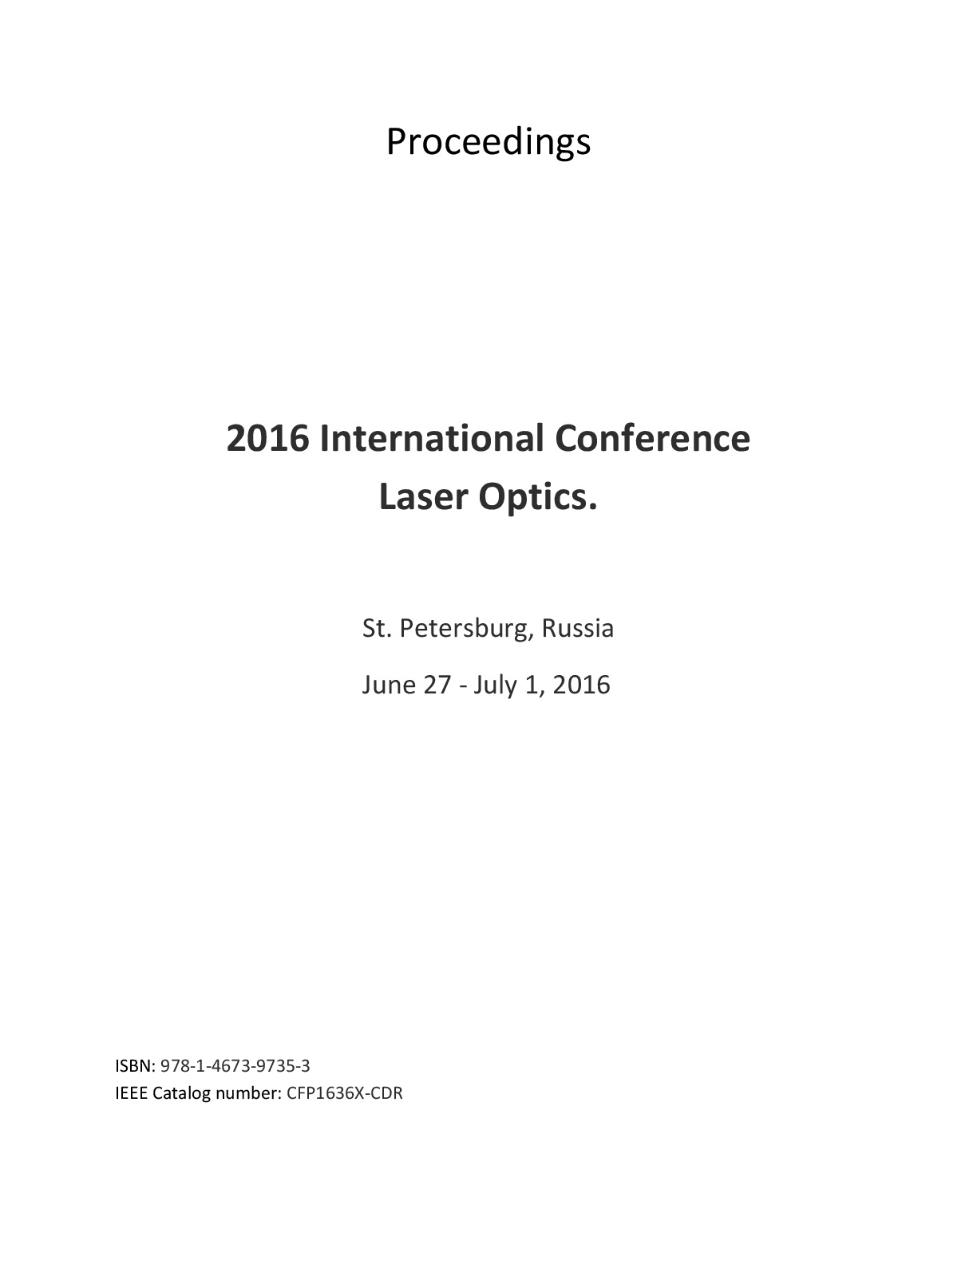 Proceedings
2016 International Conference
Laser Optics.
St. Petersburg, Russia
June 27 - July 1, 2016
ISBN: 978-1-4673-9735-3
IEEE Catalog number: CFP1636X-CDR